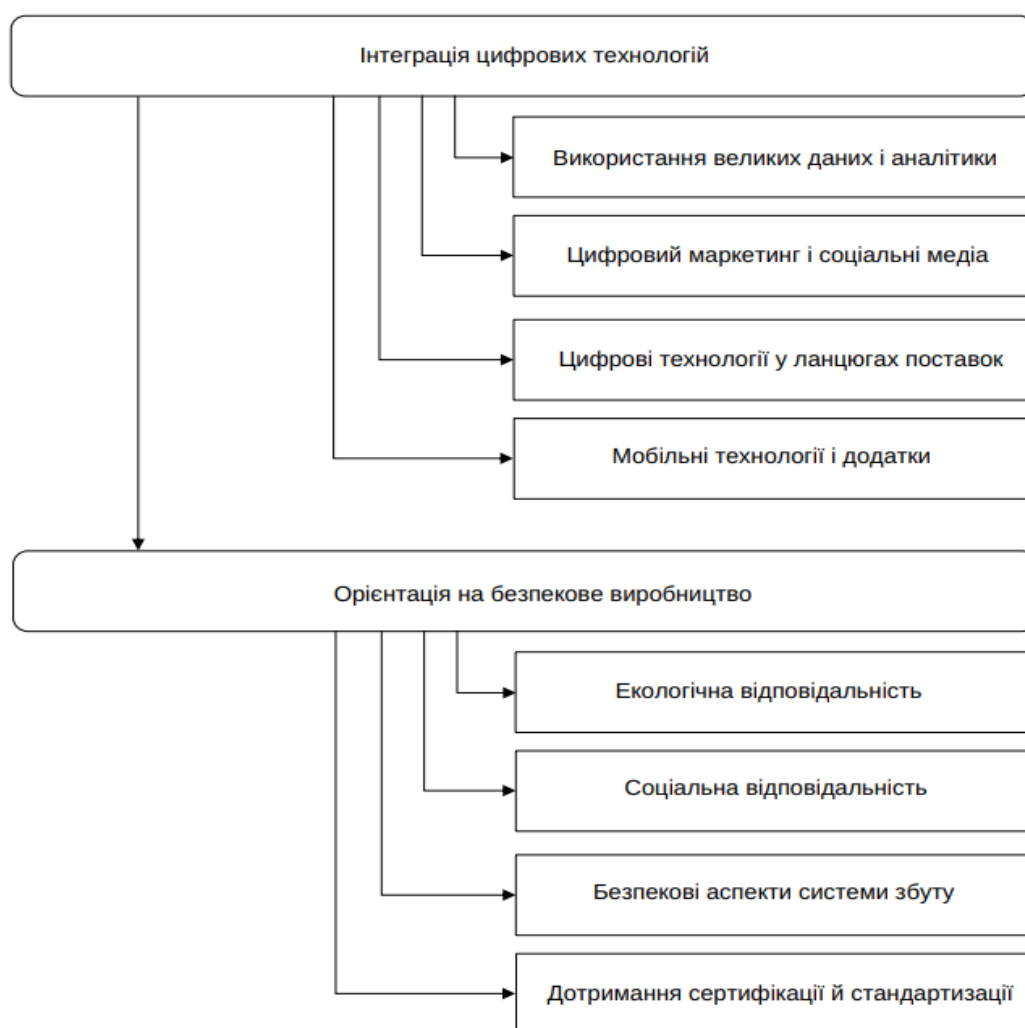 Інтеграція цифрових технологій
Використання великих даних і аналітики
Цифровий маркетинг і соціальні медіа
Цифрові технології у ланцюгах поставок
Мобільні технології і додатки
Орієнтація на безпекове виробництво
Екологічна відповідальність
Соціальна відповідальність
Безпекові аспекти системи збуту
Дотримання сертифікації й стандартизації